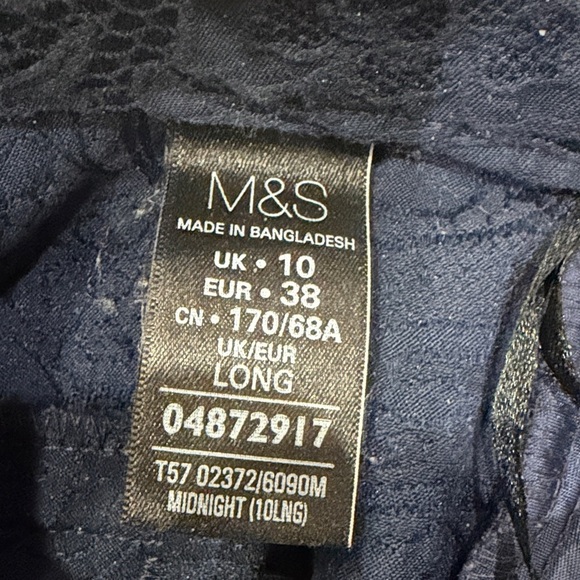 M&S
MADE IN BANGLADESH
UK • 10
EUR • 38
CN • 170/68A
UK/EUR
LONG
04872917
T57 02372/6090M
MIDNIGHT (10LNG)